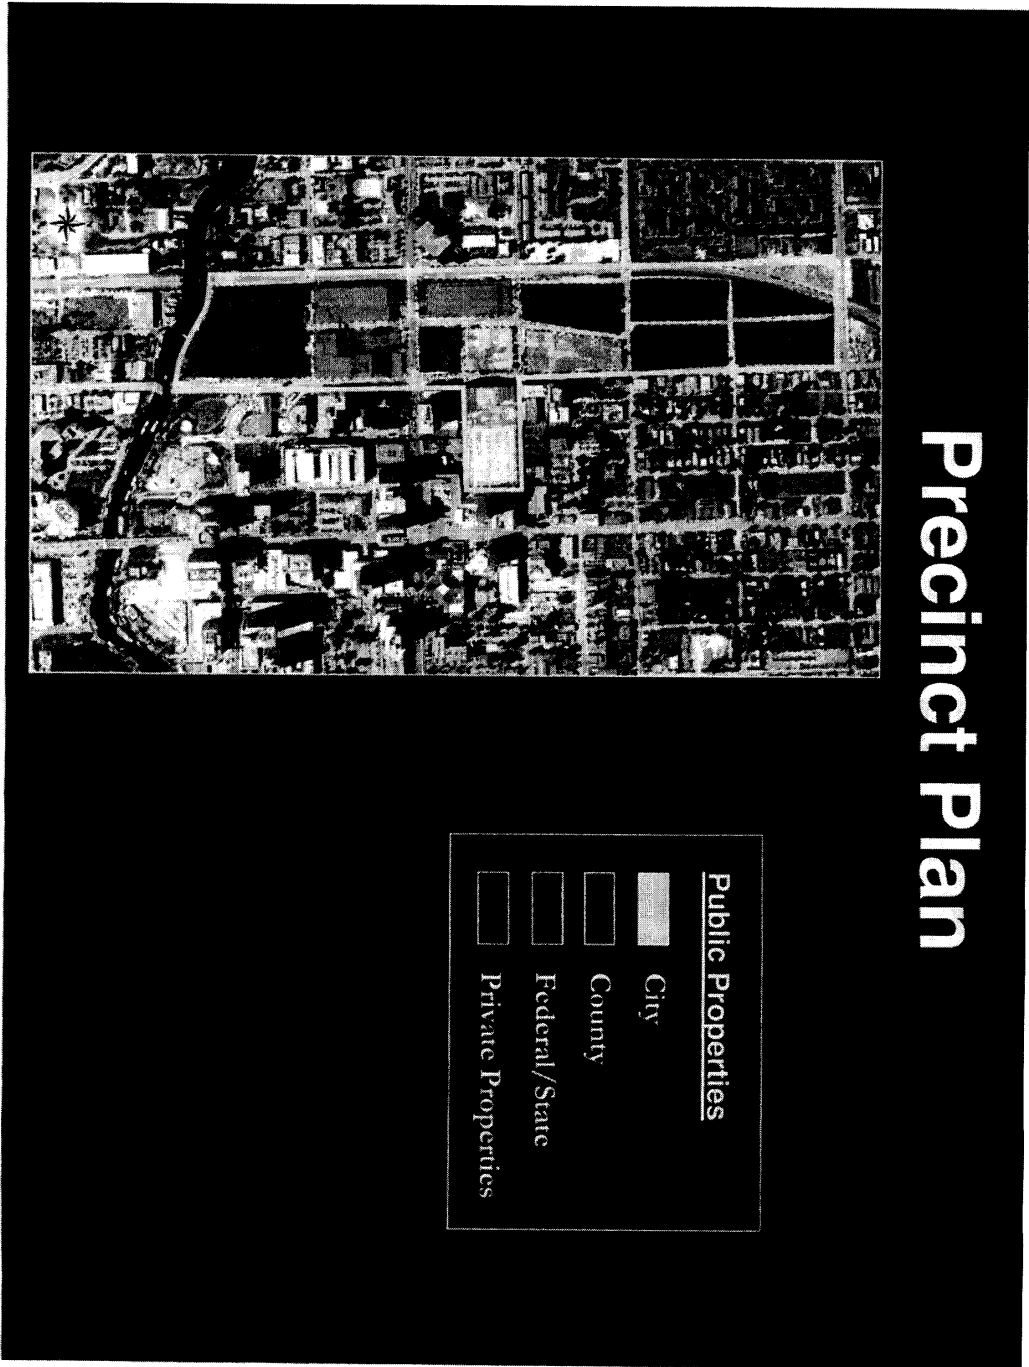 Precinct Plan
Public Properties
City
County
Federal/State
Private Properties